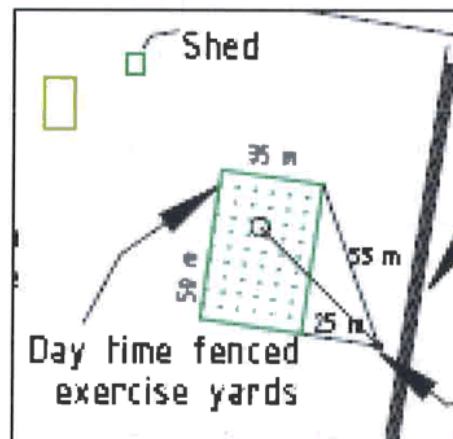 Shed
35 m
50 m
55 m
25 m
Day time fenced
exercise yards